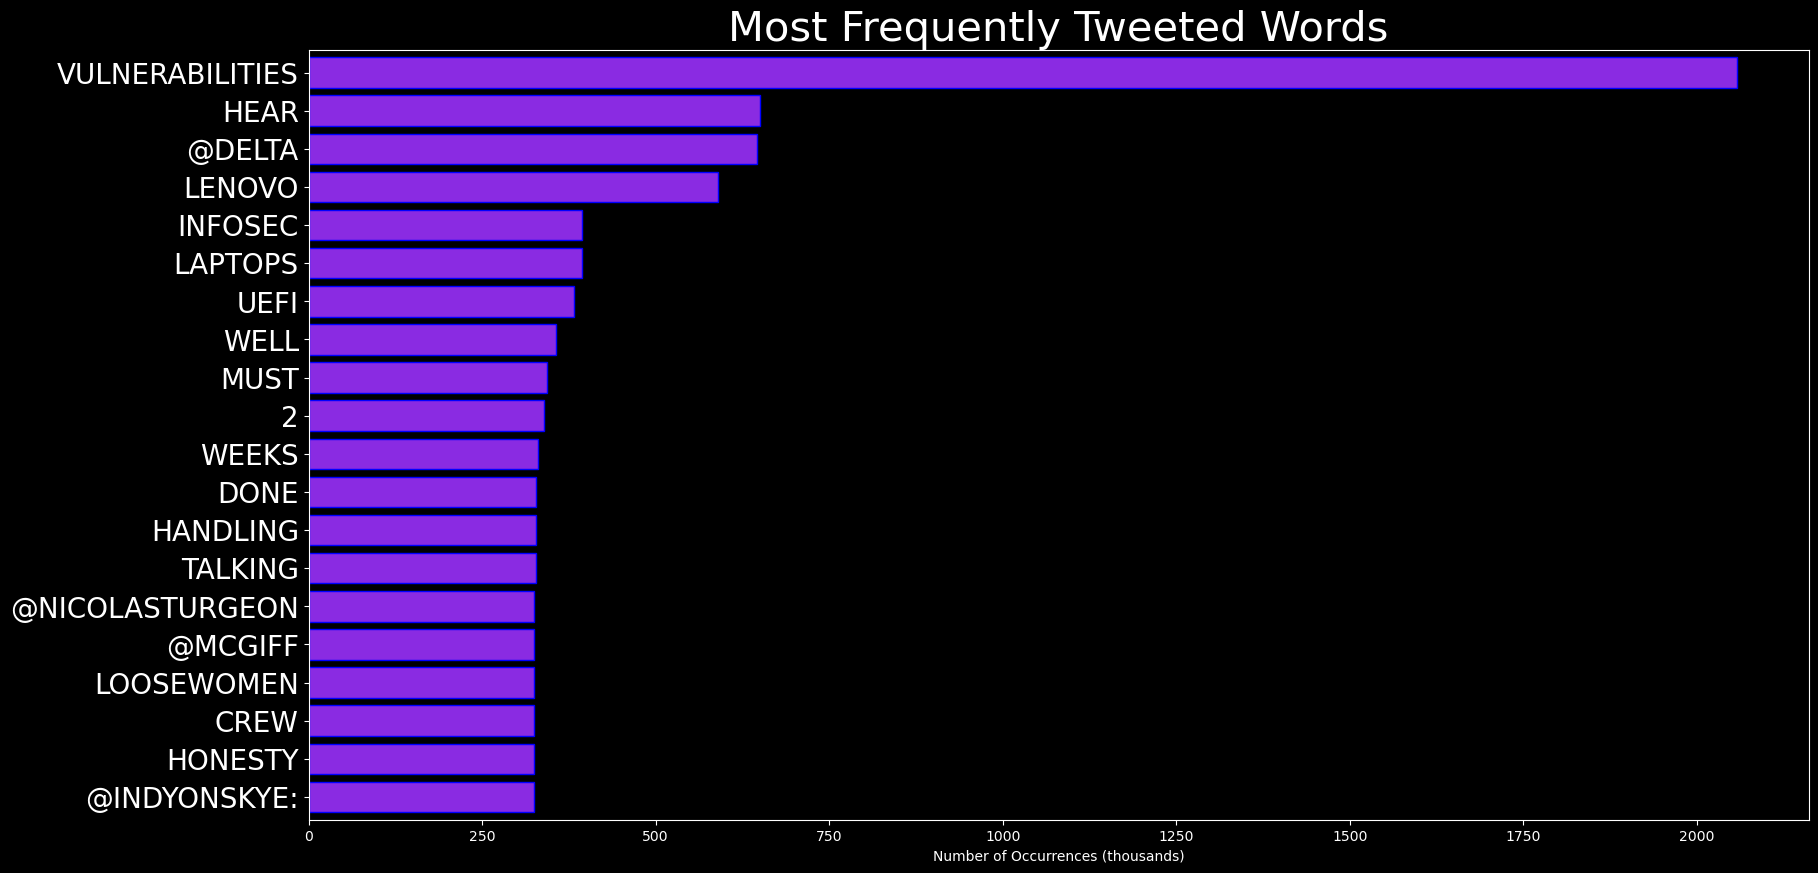 Most Frequently Tweeted Words
VULNERABILITIES
HEAR
@DELTA
LENOVO
INFOSEC
LAPTOPS
UEFI
WELL
MUST
2
WEEKS
DONE
HANDLING
TALKING
@NICOLASTURGEON
@MCGIFF
LOOSEWOMEN
CREW
HONESTY
@INDYONSKYE:
0 250 500 750 1000 1250 1500 1750 2000
Number of Occurrences (thousands)